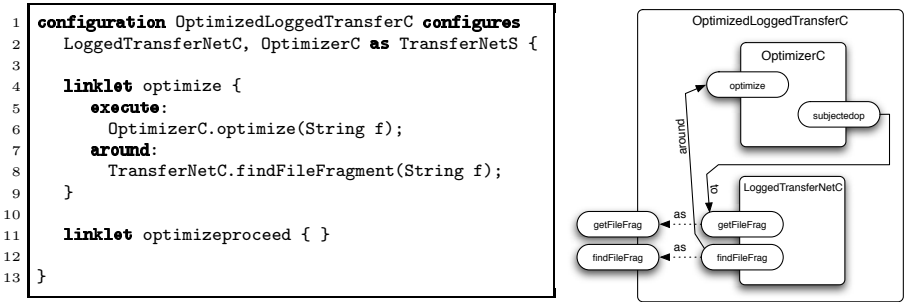 1 configuration OptimizedLoggedTransferC configures
2 LoggedTransferNetC, OptimizerC as TransferNetS {
3
4 linklet optimize {
5 execute:
6 OptimizerC.optimize(String f);
7 around:
8 TransferNetC.findFileFragment(String f);
9 }
10
11 linklet optimizeproceed { }
12
13 }
OptimizedLoggedTransferC
OptimizerC
optimize
subjectedop
around
to
LoggedTransferNetC
getFileFrag
as
getFileFrag
findFileFrag
as
findFileFrag